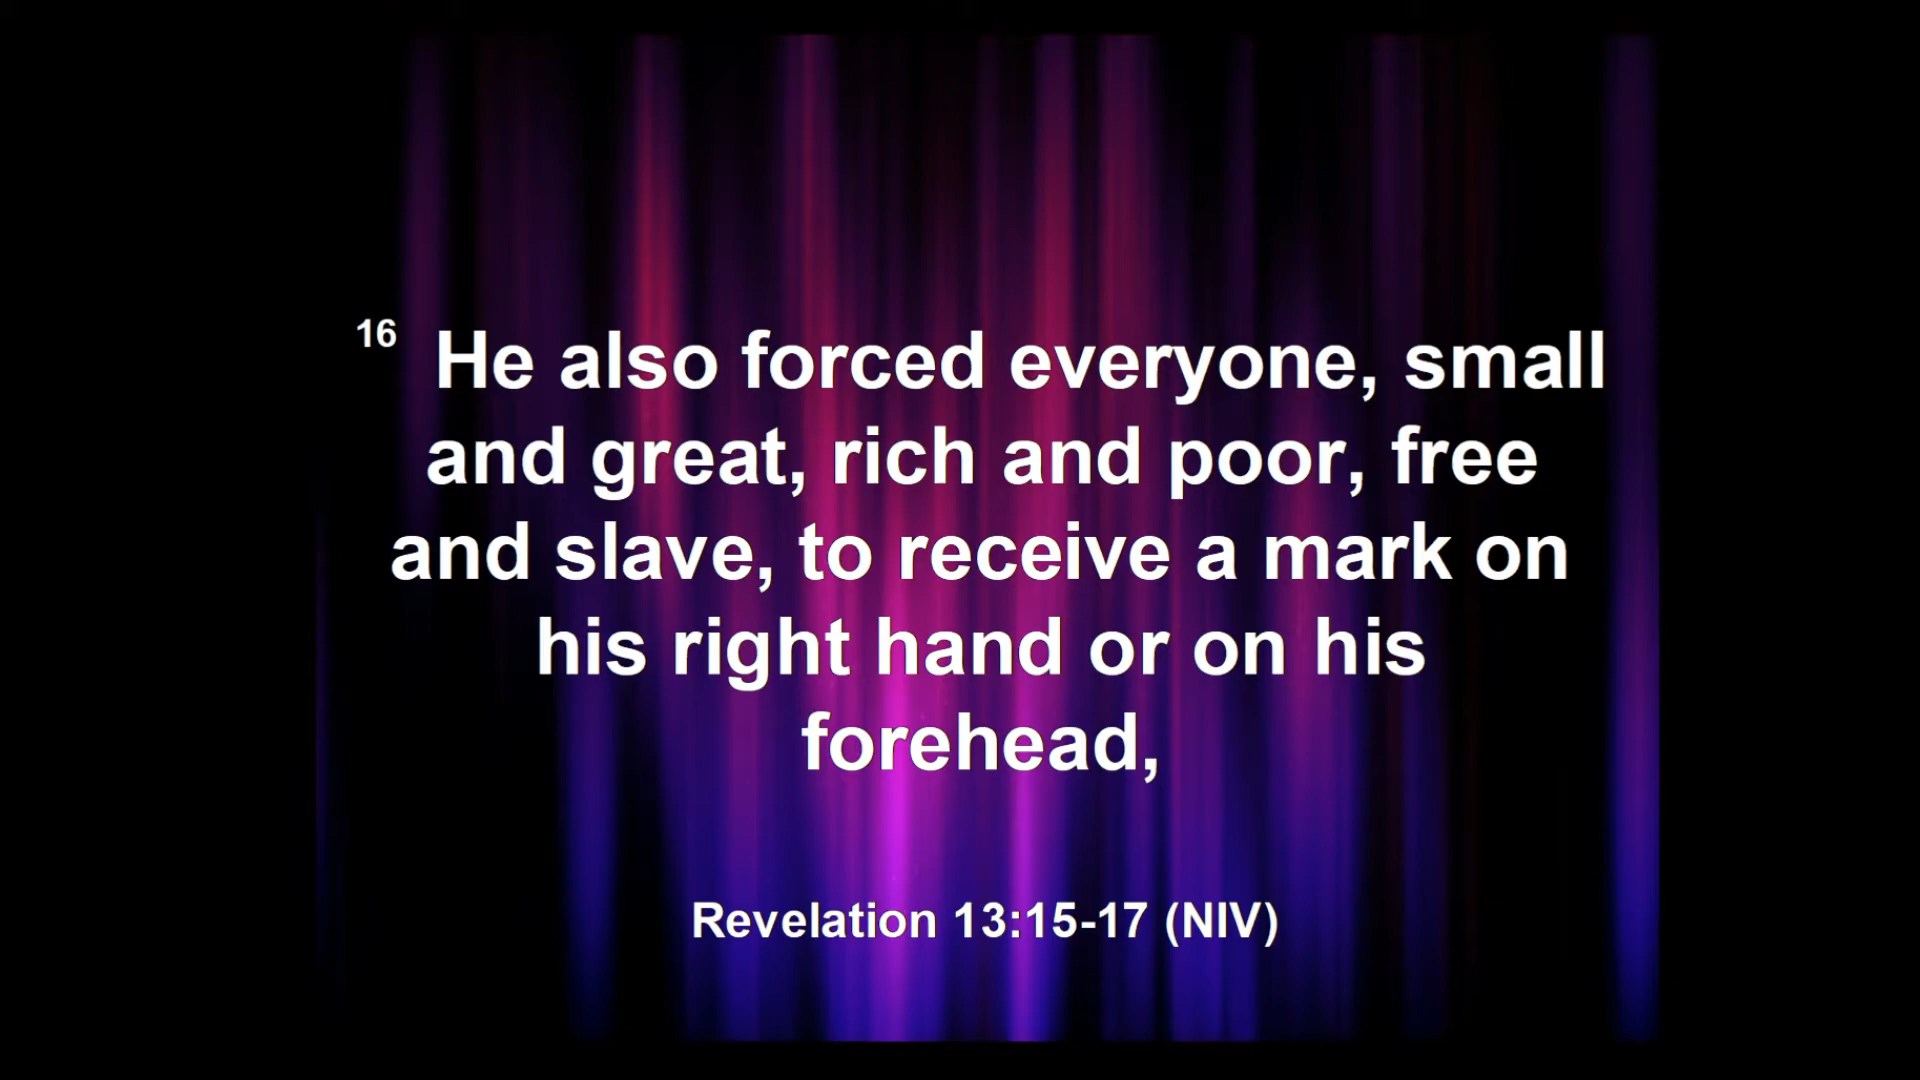 16 He also forced everyone, small
and great, rich and poor, free
and slave, to receive a mark on
his right hand or on his
forehead,
Revelation 13:15-17 (NIV)